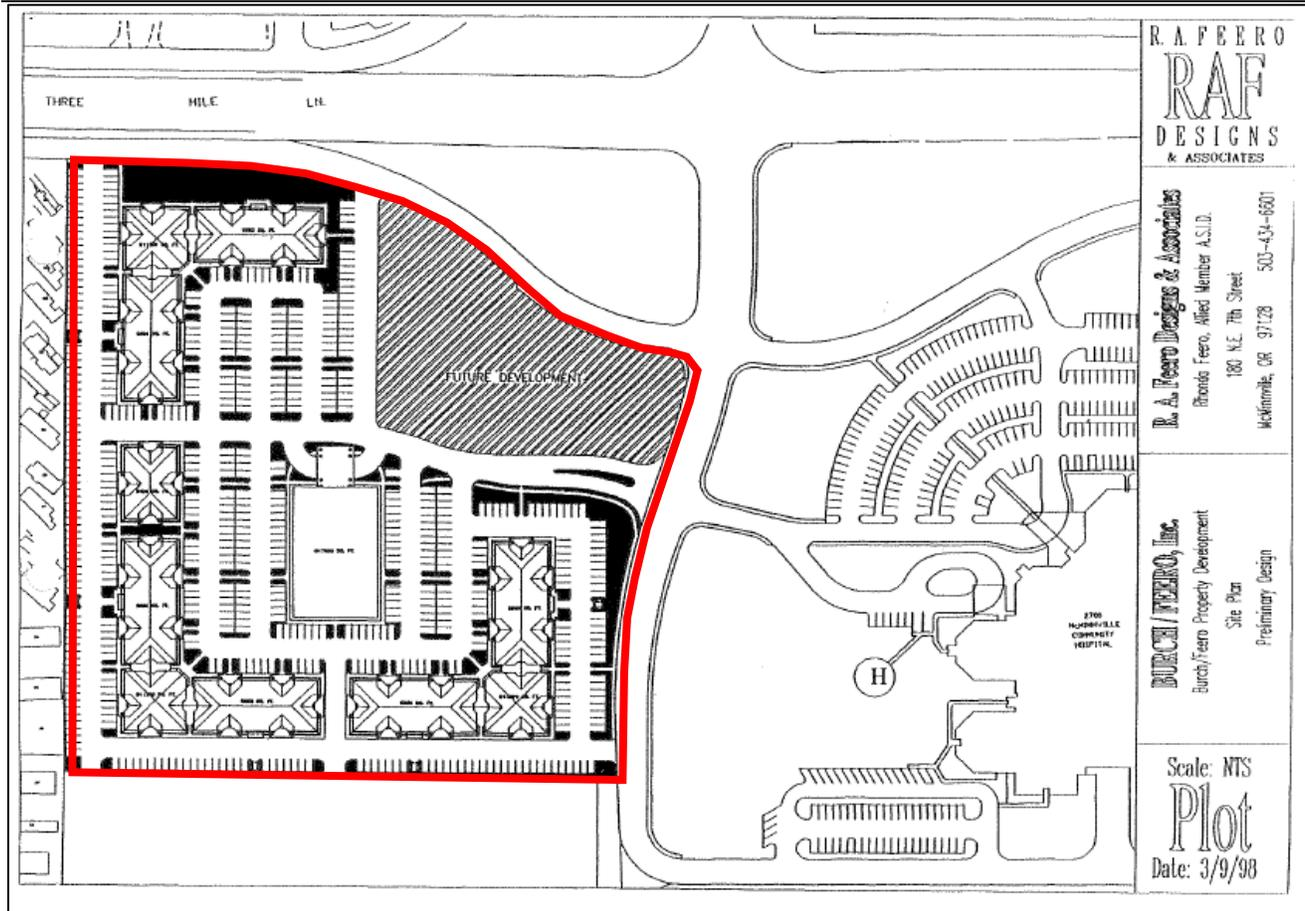 THREE MILE LN.
FUTURE DEVELOPMENT
2700
McMINNVILLE
COMMUNITY
HOSPITAL
H
R. A. FEERO
RAF
DESIGNS
& ASSOCIATES
R. A. Feero Designs & Associates
Rhonda Feero, Allied Member A.S.I.D.
180 N.E. 7th Street
McMinnville, OR 97128 503-434-6601
BURCH / FEERO, Inc.
Burch/Feero Property Development
Site Plan
Preliminary Design
Scale: NTS
Plot
Date: 3/9/98